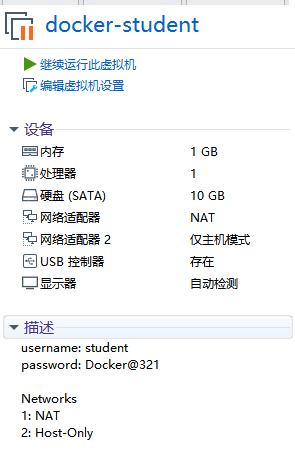 docker-student
继续运行此虚拟机
编辑虚拟机设置
设备
内存 1 GB
处理器 1
硬盘 (SATA) 10 GB
网络适配器 NAT
网络适配器 2 仅主机模式
USB 控制器 存在
显示器 自动检测
描述
username: student
password: Docker@321
Networks
1: NAT
2: Host-Only